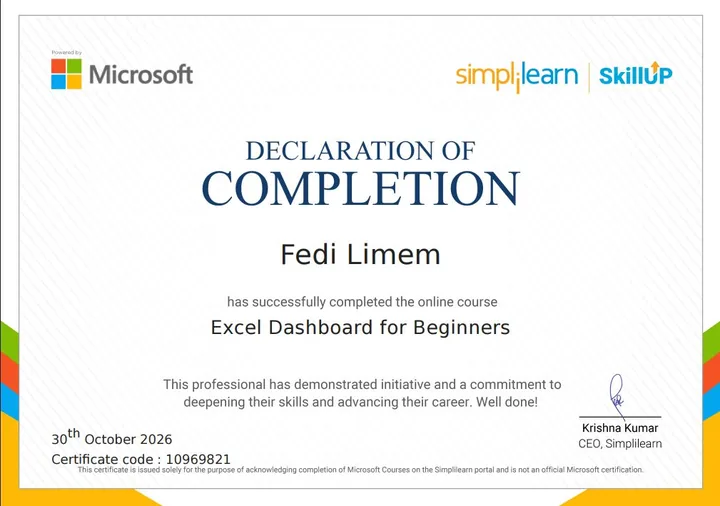 Powered by
Microsoft
simplilearn | SkillUP
DECLARATION OF
COMPLETION
Fedi Limem
has successfully completed the online course
Excel Dashboard for Beginners
This professional has demonstrated initiative and a commitment to
deepening their skills and advancing their career. Well done!
Krishna Kumar
CEO, Simplilearn
30th October 2026
Certificate code : 10969821
This certificate is issued solely for the purpose of acknowledging completion of Microsoft Courses on the Simplilearn portal and is not an official Microsoft certification.